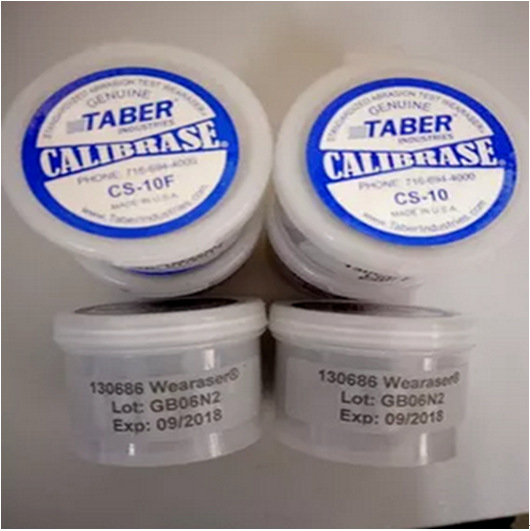 STANDARDIZED ABRASION TEST WEARASER®
GENUINE
TABER®
INDUSTRIES
CALIBRASE®
PHONE: 716-694-4000
CS-10F
MADE IN U.S.A.
www.TaberIndustries.com
STANDARDIZED ABRASION TEST WEARASER®
GENUINE
TABER®
INDUSTRIES
CALIBRASE®
PHONE: 716-694-4000
CS-10
MADE IN U.S.A.
www.TaberIndustries.com
130686 Wearaser®
Lot: GB06N2
Exp: 09/2018
130686 Wearaser®
Lot: GB06N2
Exp: 09/2018